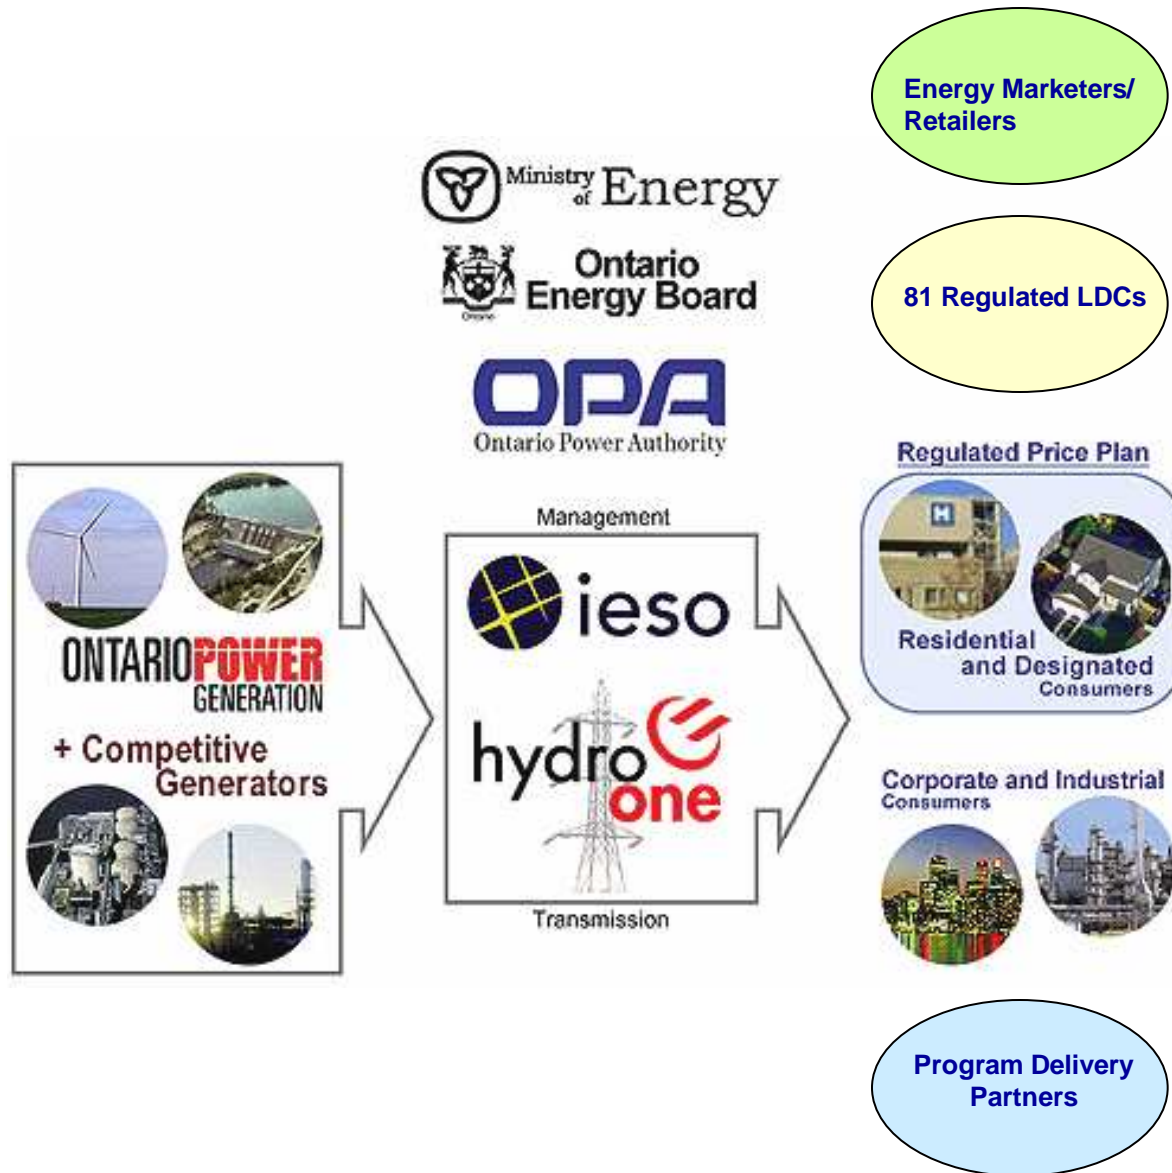 Energy Marketers/
Retailers
Ministry
of Energy
Ontario
Energy Board
Ontario
81 Regulated LDCs
OPA
Ontario Power Authority
Regulated Price Plan
H
Residential
and Designated
Consumers
Management
ieso
hydro
one
Transmission
ONTARIOPOWER
GENERATION
+ Competitive
Generators
Corporate and Industrial
Consumers
Program Delivery
Partners